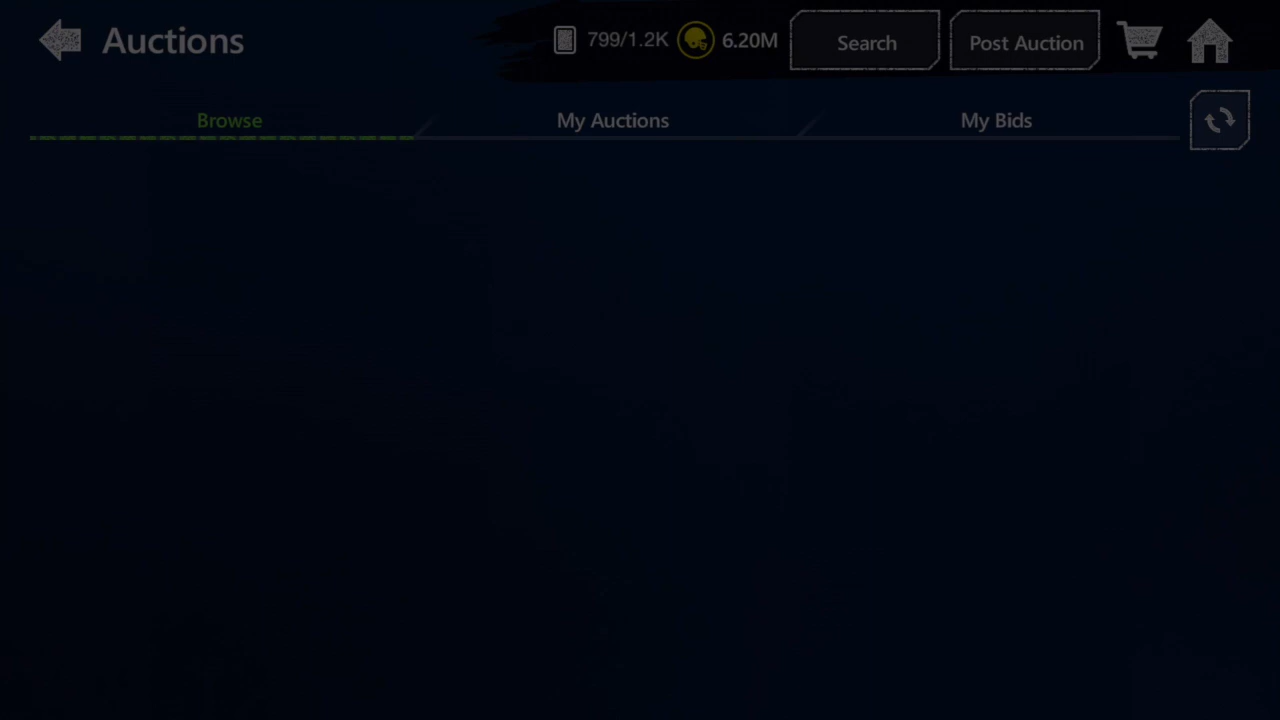 Auctions
799/1.2K
6.20M
Search
Post Auction
Browse
My Auctions
My Bids